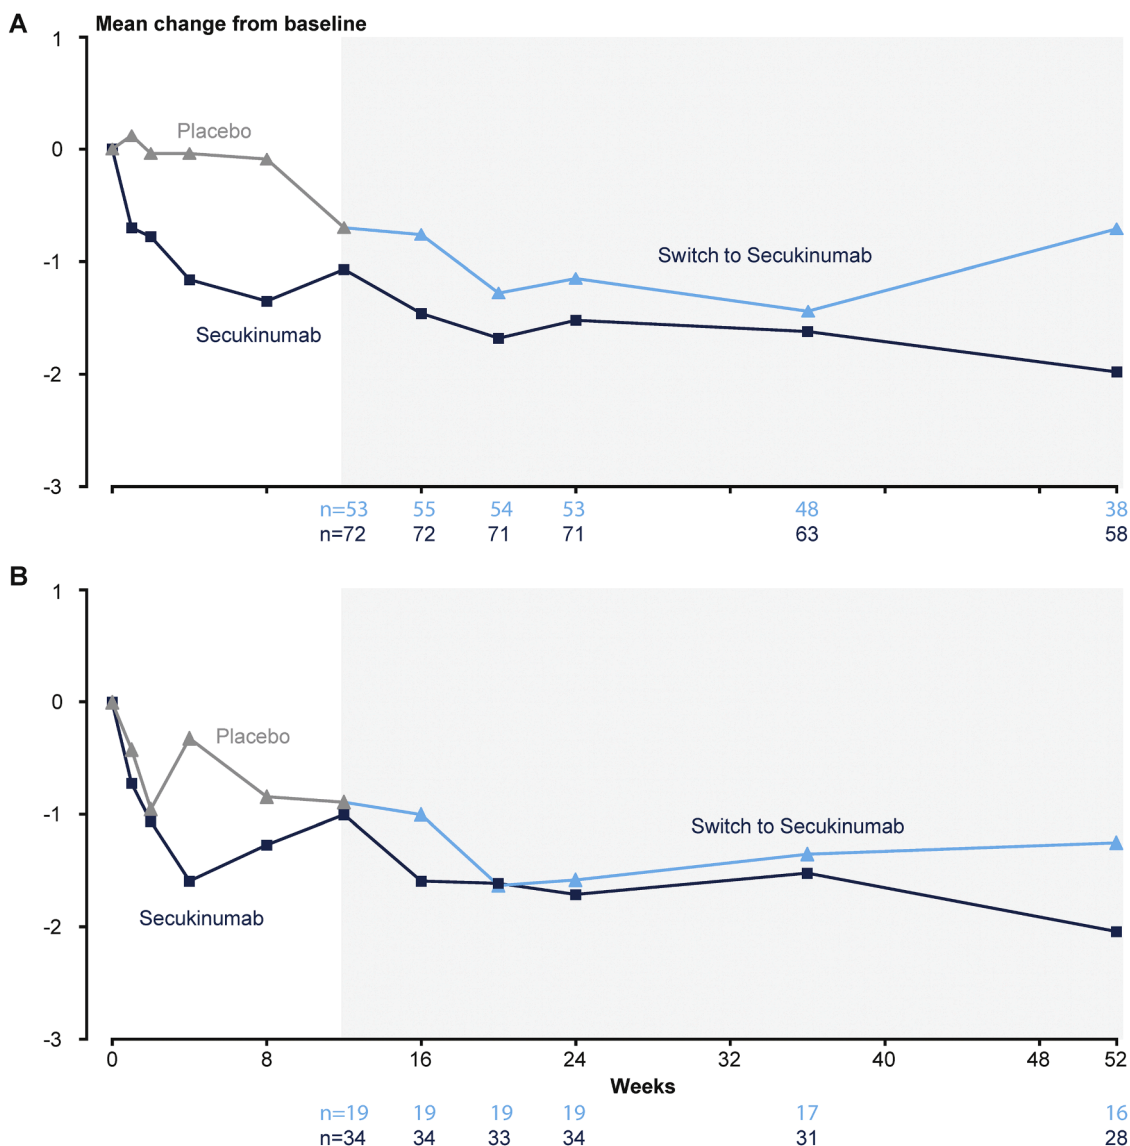 A
Mean change from baseline
1
Placebo
0
-1
Switch to Secukinumab
Secukinumab
-2
-3
n=53 55 54 53 48 38
n=72 72 71 71 63 58
B
1
0
Placebo
-1
Switch to Secukinumab
Secukinumab
-2
-3
0 8 16 24 32 40 48 52
Weeks
n=19 19 19 19 17 16
n=34 34 33 34 31 28